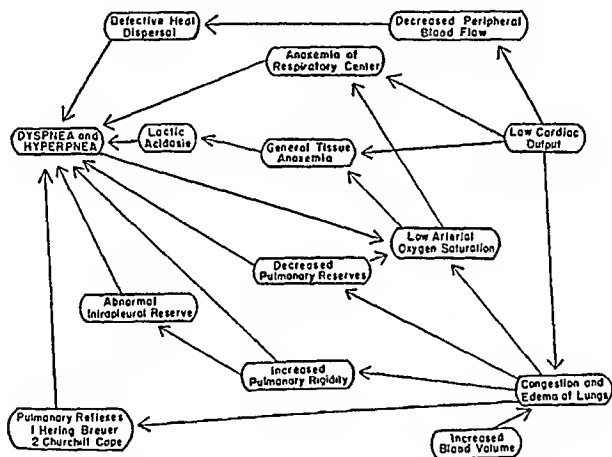 Defective Heat
Dispersal
Decreased Peripheral
Blood Flow
Anoxemia of
Respiratory Center
DYSPNEA and
HYPERPNEA
Lactic
Acidosis
General Tissue
Anoxemia
Low Cardiac
Output
Low Arterial
Oxygen Saturation
Decreased
Pulmonary Reserves
Abnormal
Intrapleural Reserve
Increased
Pulmonary Rigidity
Congestion and
Edema of Lungs
Pulmonary Reflexes
1 Hering Breuer
2 Churchill Cope
Increased
Blood Volume